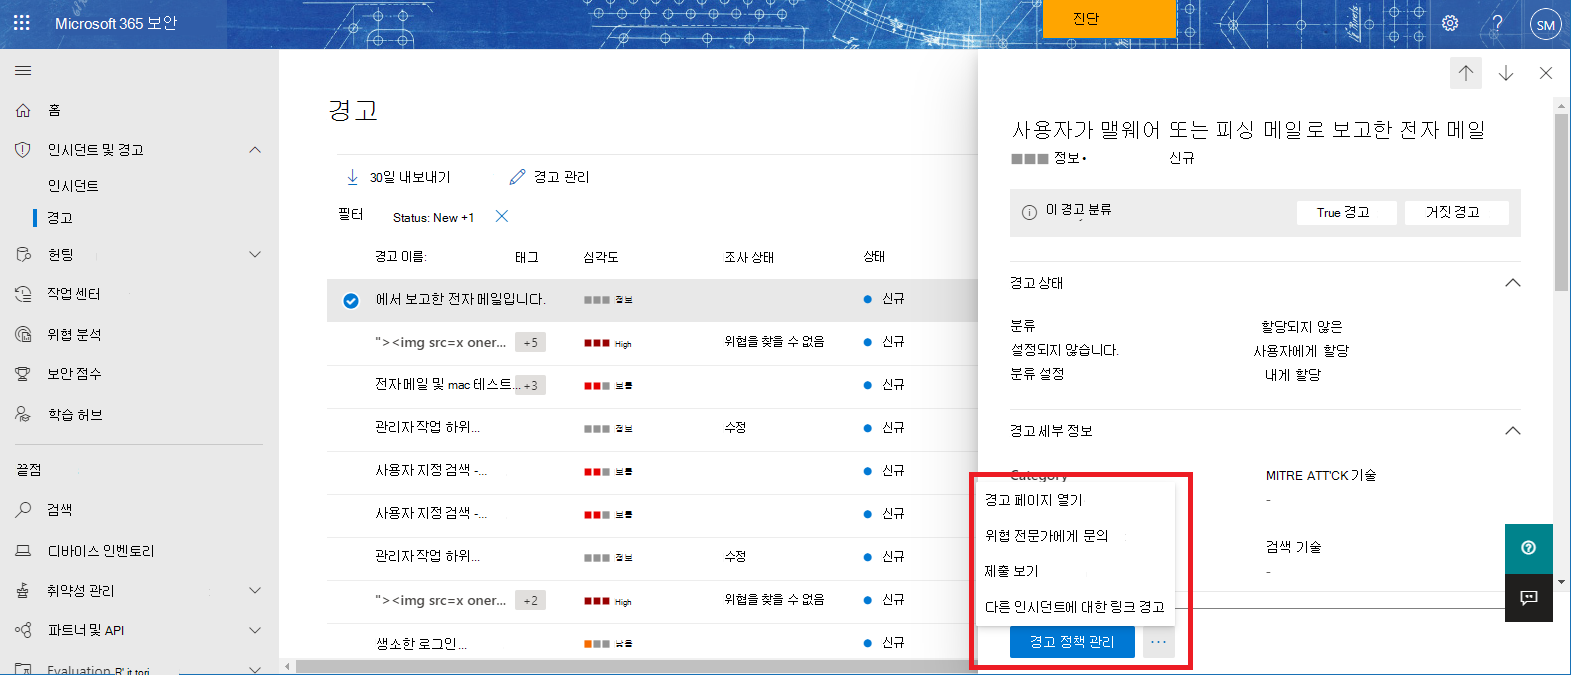 Microsoft 365 보안
진단
SM
홈
인시던트 및 경고
인시던트
경고
헌팅
작업 센터
위협 분석
보안 점수
학습 허브
끝점
검색
디바이스 인벤토리
취약성 관리
파트너 및 API
Evaluation
경고
30일 내보내기
경고 관리
필터
Status: New +1
경고 이름: 태그 심각도 조사 상태 상태
에서 보고한 전자 메일입니다. 정보 신규
"><img src=x oner... +5 High 위협을 찾을 수 없음 신규
전자 메일 및 mac 테스트... +3 보통 신규
관리자 작업 하위... 정보 수정 신규
사용자 지정 검색 -... 보통 신규
사용자 지정 검색 -... 보통 신규
관리자 작업 하위... 정보 수정 신규
"><img src=x oner... +2 High 위협을 찾을 수 없음 신규
생소한 로그인... 낮음 신규
사용자가 맬웨어 또는 피싱 메일로 보고한 전자 메일
정보 • 신규
이 경고 분류
True 경고
거짓 경고
경고 상태
분류 할당되지 않은
설정되지 않습니다. 사용자에게 할당
분류 설정 내게 할당
경고 세부 정보
Category MITRE ATT'CK 기술
-
검색 기술
-
경고 페이지 열기
위협 전문가에게 문의
제출 보기
다른 인시던트에 대한 링크 경고
경고 정책 관리
...